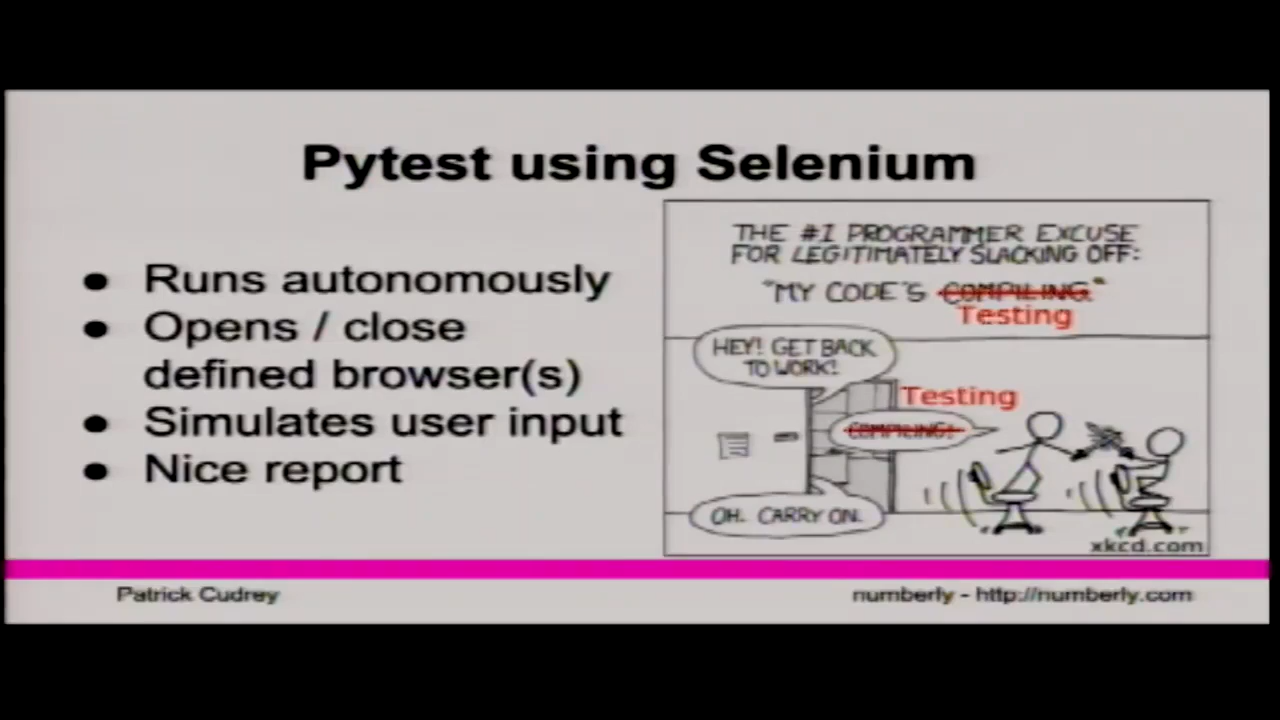 Pytest using Selenium
● Runs autonomously
● Opens / close
defined browser(s)
● Simulates user input
● Nice report
THE #1 PROGRAMMER EXCUSE
FOR LEGITIMATELY SLACKING OFF:
"MY CODE'S COMPILING."
Testing
HEY! GET BACK
TO WORK!
Testing
COMPILING!
OH. CARRY ON.
xkcd.com
Patrick Cudrey
numberly - http://numberly.com